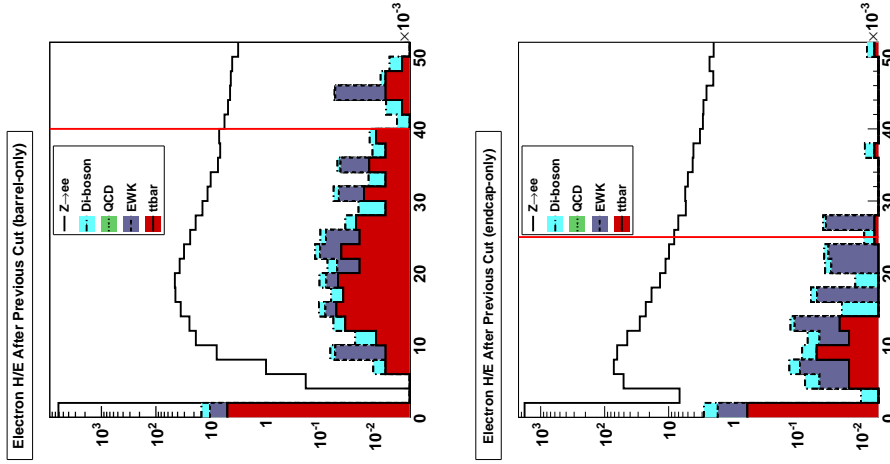 Electron H/E After Previous Cut (barrel-only)
Z→ee
Di-boson
QCD
EWK
ttbar
10³
10²
10
1
10⁻¹
10⁻²
0
10
20
30
40
50
×10⁻³
Electron H/E After Previous Cut (endcap-only)
Z→ee
Di-boson
QCD
EWK
ttbar
10³
10²
10
1
10⁻¹
10⁻²
0
10
20
30
40
50
×10⁻³